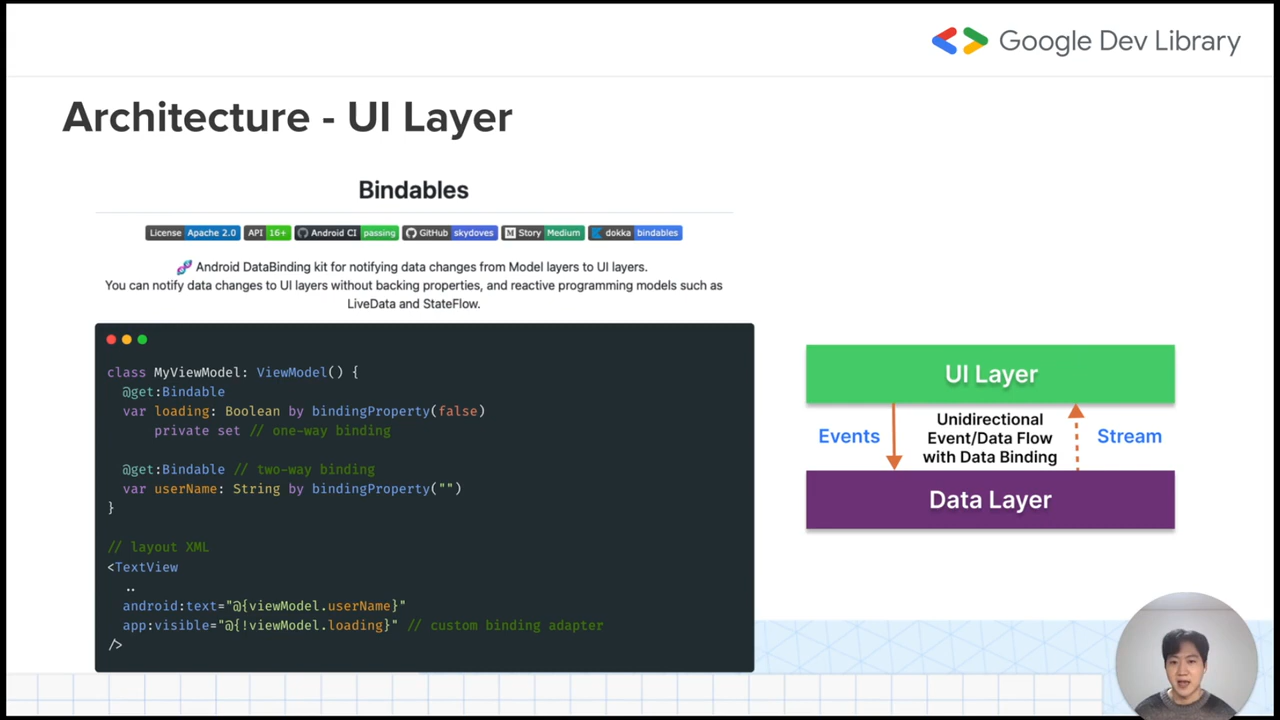 Google Dev Library
Architecture - UI Layer
Bindables
License Apache 2.0 API 16+ Android CI passing GitHub skydoves Story Medium dokka bindables
🧬 Android DataBinding kit for notifying data changes from Model layers to UI layers.
You can notify data changes to UI layers without backing properties, and reactive programming models such as
LiveData and StateFlow.
class MyViewModel: ViewModel() {
  @get:Bindable
  var loading: Boolean by bindingProperty(false)
      private set // one-way binding
  @get:Bindable // two-way binding
  var userName: String by bindingProperty("")
}
// layout XML
<TextView
  ..
  android:text="@{viewModel.userName}"
  app:visible="@{!viewModel.loading}" // custom binding adapter
/>
UI Layer
Events
Unidirectional
Event/Data Flow
with Data Binding
Stream
Data Layer